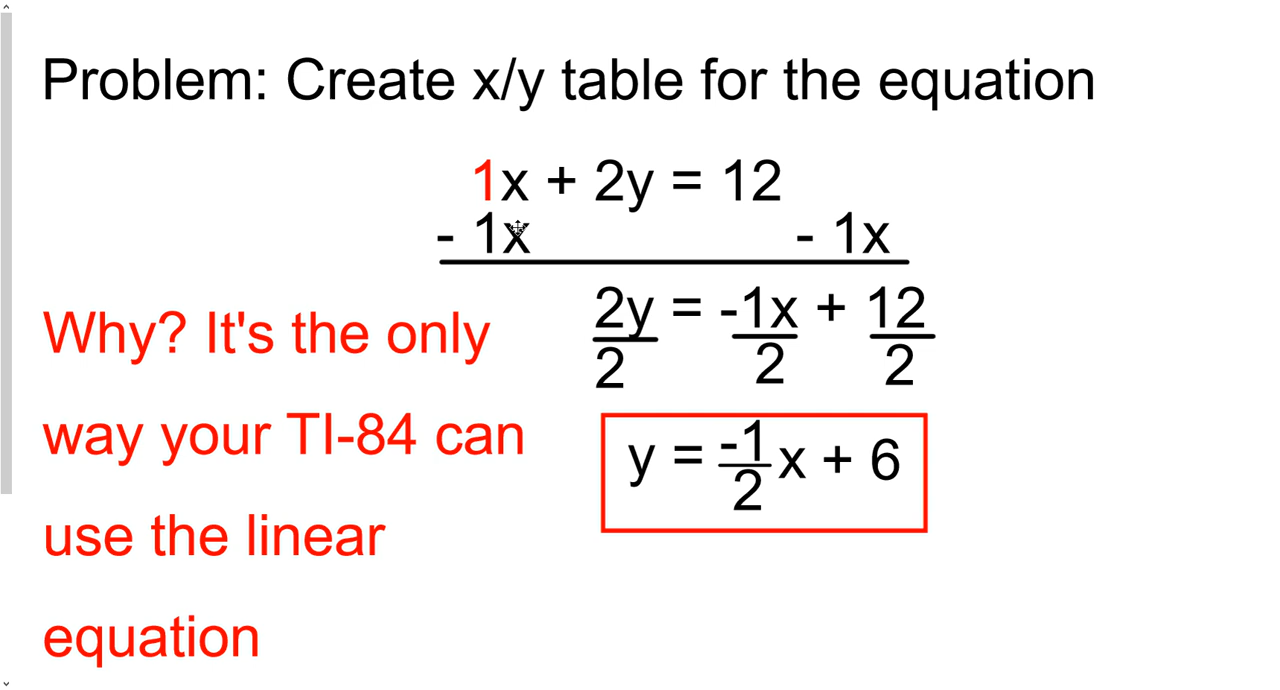 Problem: Create x/y table for the equation
1x + 2y = 12
- 1x - 1x
2y = -1x + 12
2 2 2
y = -1x + 6
2
Why? It's the only
way your TI-84 can
use the linear
equation